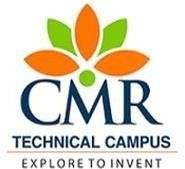 CMR
TECHNICAL CAMPUS
EXPLORE TO INVENT